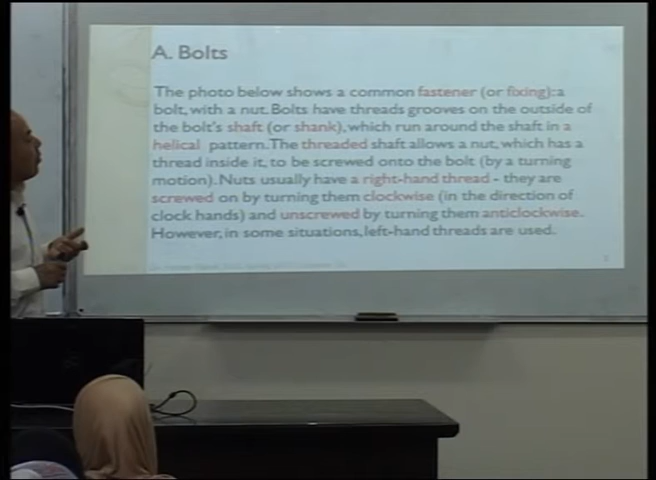 A. Bolts
The photo below shows a common fastener (or fixing): a
bolt, with a nut. Bolts have threads grooves on the outside of
the bolt's shaft (or shank), which run around the shaft in a
helical pattern. The threaded shaft allows a nut, which has a
thread inside it, to be screwed onto the bolt (by a turning
motion). Nuts usually have a right-hand thread - they are
screwed on by turning them clockwise (in the direction of
clock hands) and unscrewed by turning them anticlockwise.
However, in some situations, left-hand threads are used.